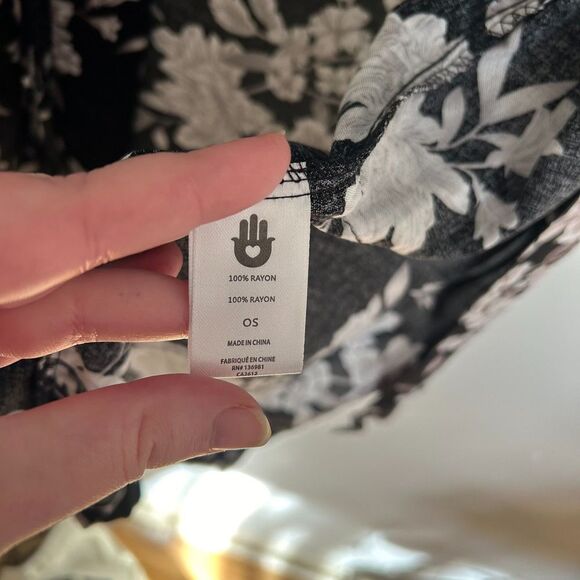 100% RAYON
100% RAYON
OS
MADE IN CHINA
FABRIQUÉ EN CHINE
RN# 136981